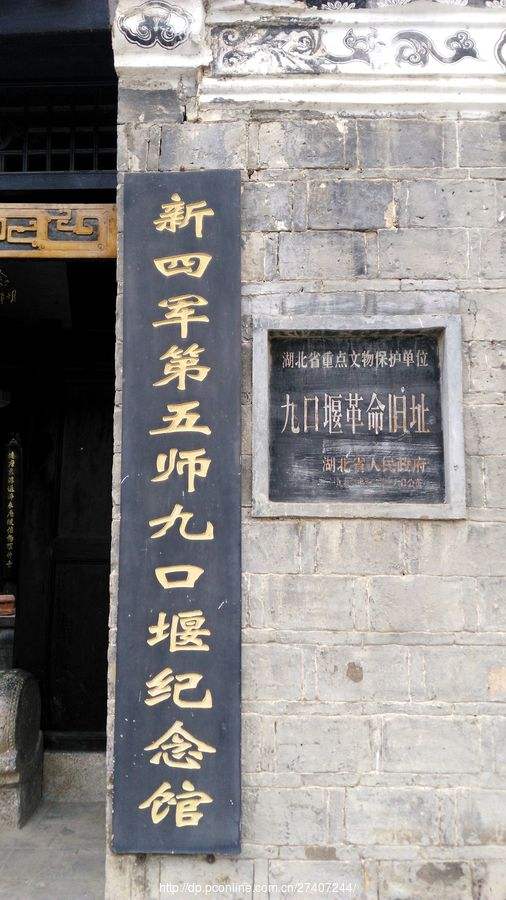 新四军第五师九口堰纪念馆
湖北省重点文物保护单位
九口堰革命旧址
湖北省人民政府
http://dp.pconline.com.cn/27407244/